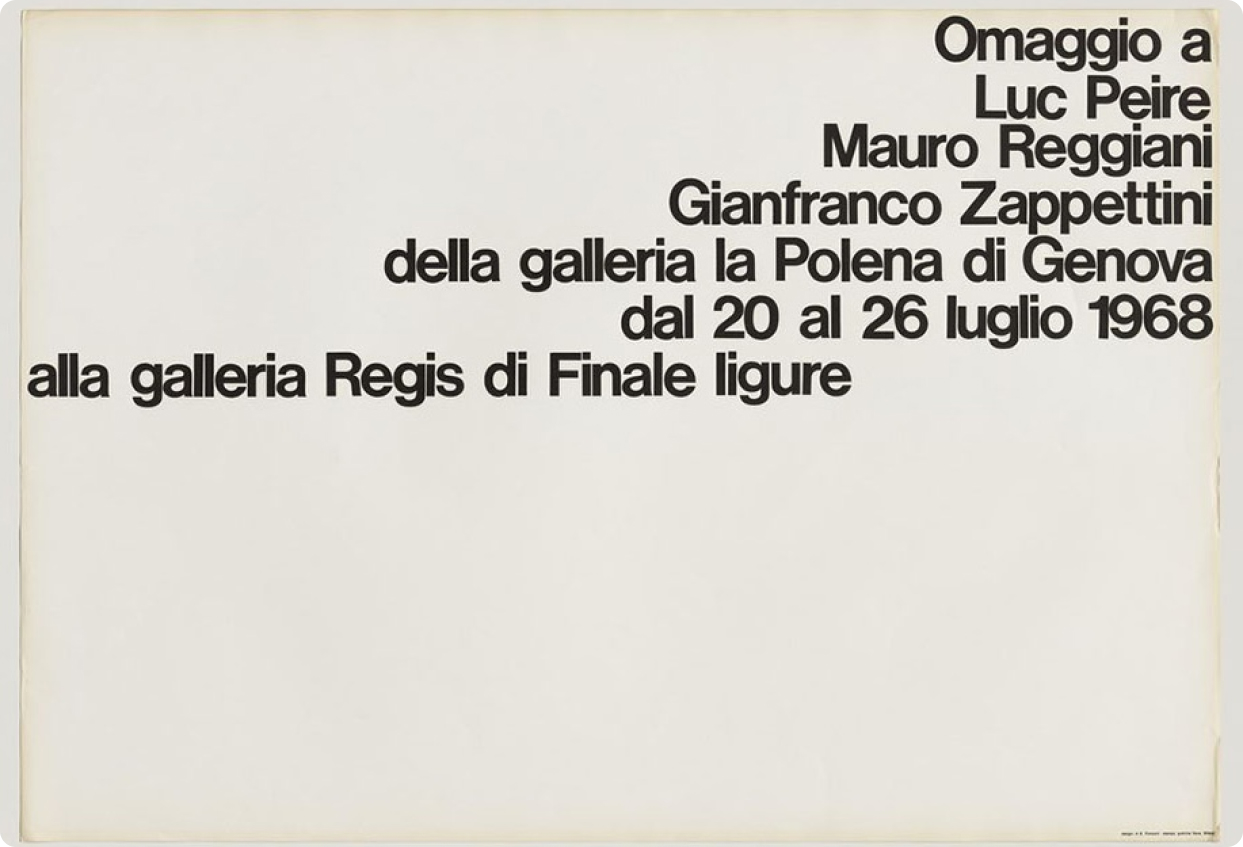 Omaggio a
Luc Peire
Mauro Reggiani
Gianfranco Zappettini
della galleria la Polena di Genova
dal 20 al 26 luglio 1968
alla galleria Regis di Finale ligure